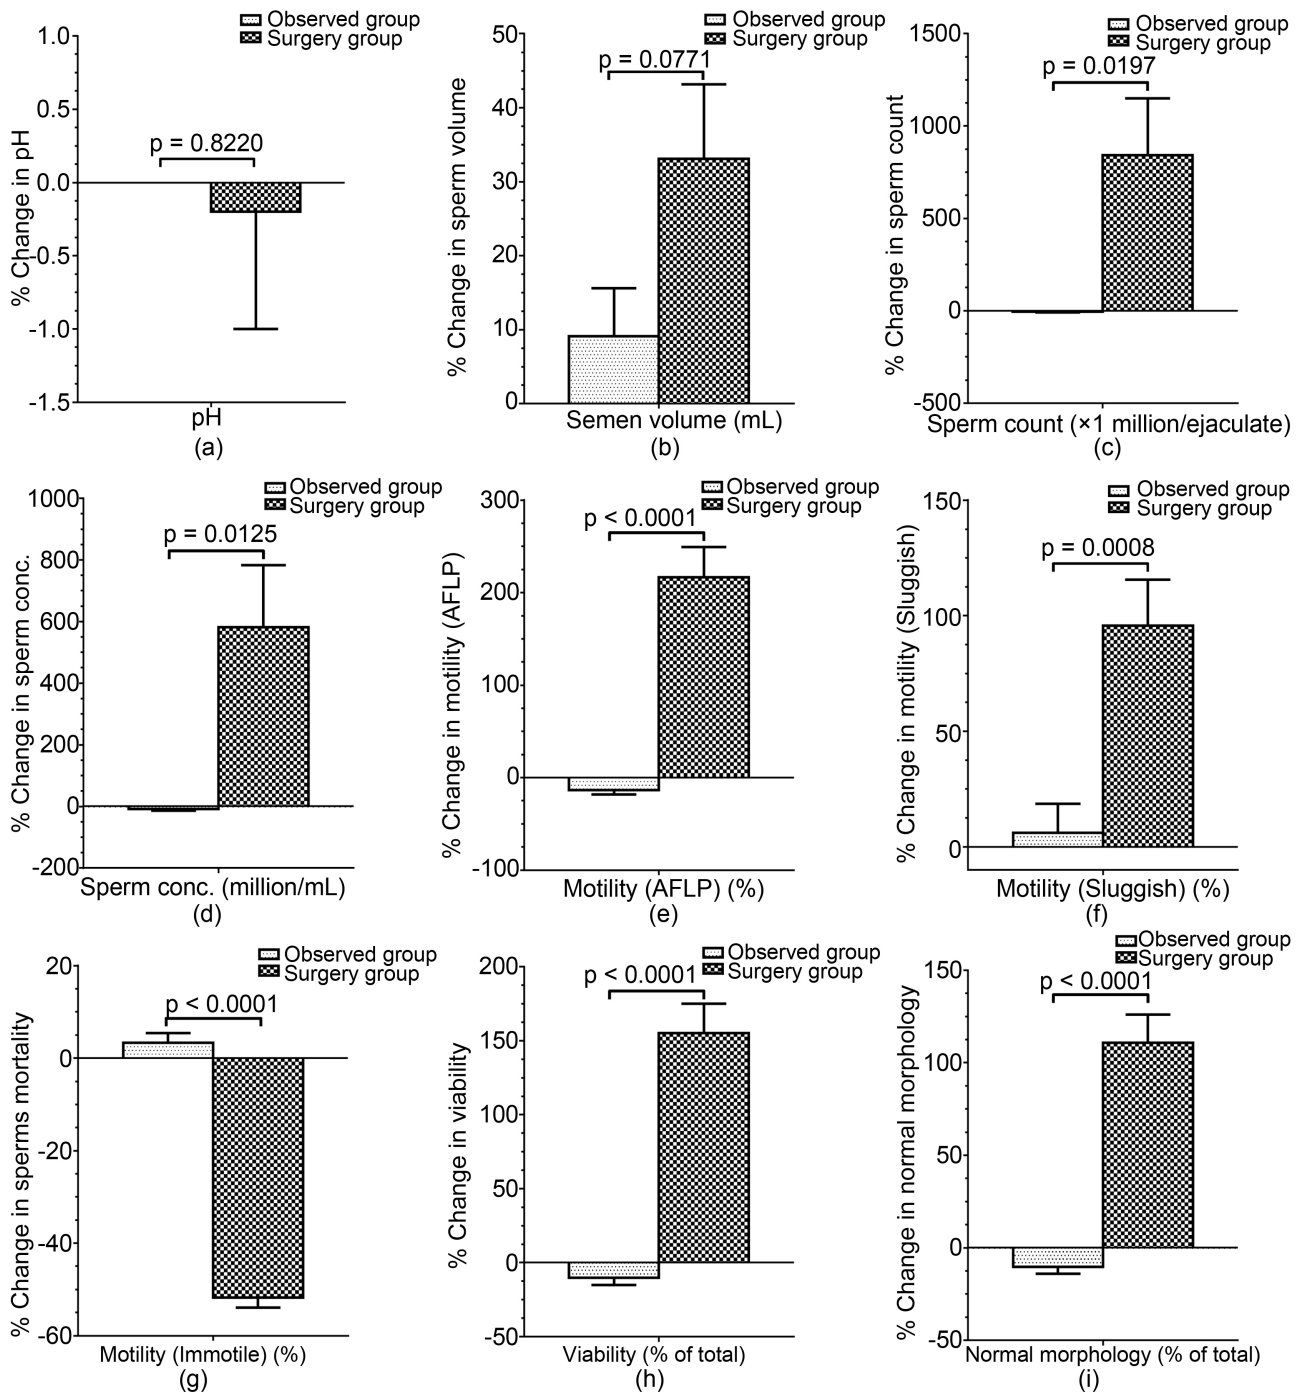 Observed group
Surgery group
p = 0.8220
% Change in pH
1.0
0.5
0.0
-0.5
-1.0
-1.5
pH
(a)
Observed group
Surgery group
p = 0.0771
% Change in sperm volume
50
40
30
20
10
0
Semen volume (mL)
(b)
Observed group
Surgery group
p = 0.0197
% Change in sperm count
1500
1000
500
0
-500
Sperm count (×1 million/ejaculate)
(c)
Observed group
Surgery group
p = 0.0125
% Change in sperm conc.
1000
800
600
400
200
0
-200
Sperm conc. (million/mL)
(d)
Observed group
Surgery group
p < 0.0001
% Change in motility (AFLP)
300
200
100
0
-100
Motility (AFLP) (%)
(e)
Observed group
Surgery group
p = 0.0008
% Change in motility (Sluggish)
150
100
50
0
Motility (Sluggish) (%)
(f)
Observed group
Surgery group
p < 0.0001
% Change in sperms mortality
20
0
-20
-40
-60
Motility (Immotile) (%)
(g)
Observed group
Surgery group
p < 0.0001
% Change in viability
200
150
100
50
0
-50
Viability (% of total)
(h)
Observed group
Surgery group
p < 0.0001
% Change in normal morphology
150
100
50
0
-50
Normal morphology (% of total)
(i)